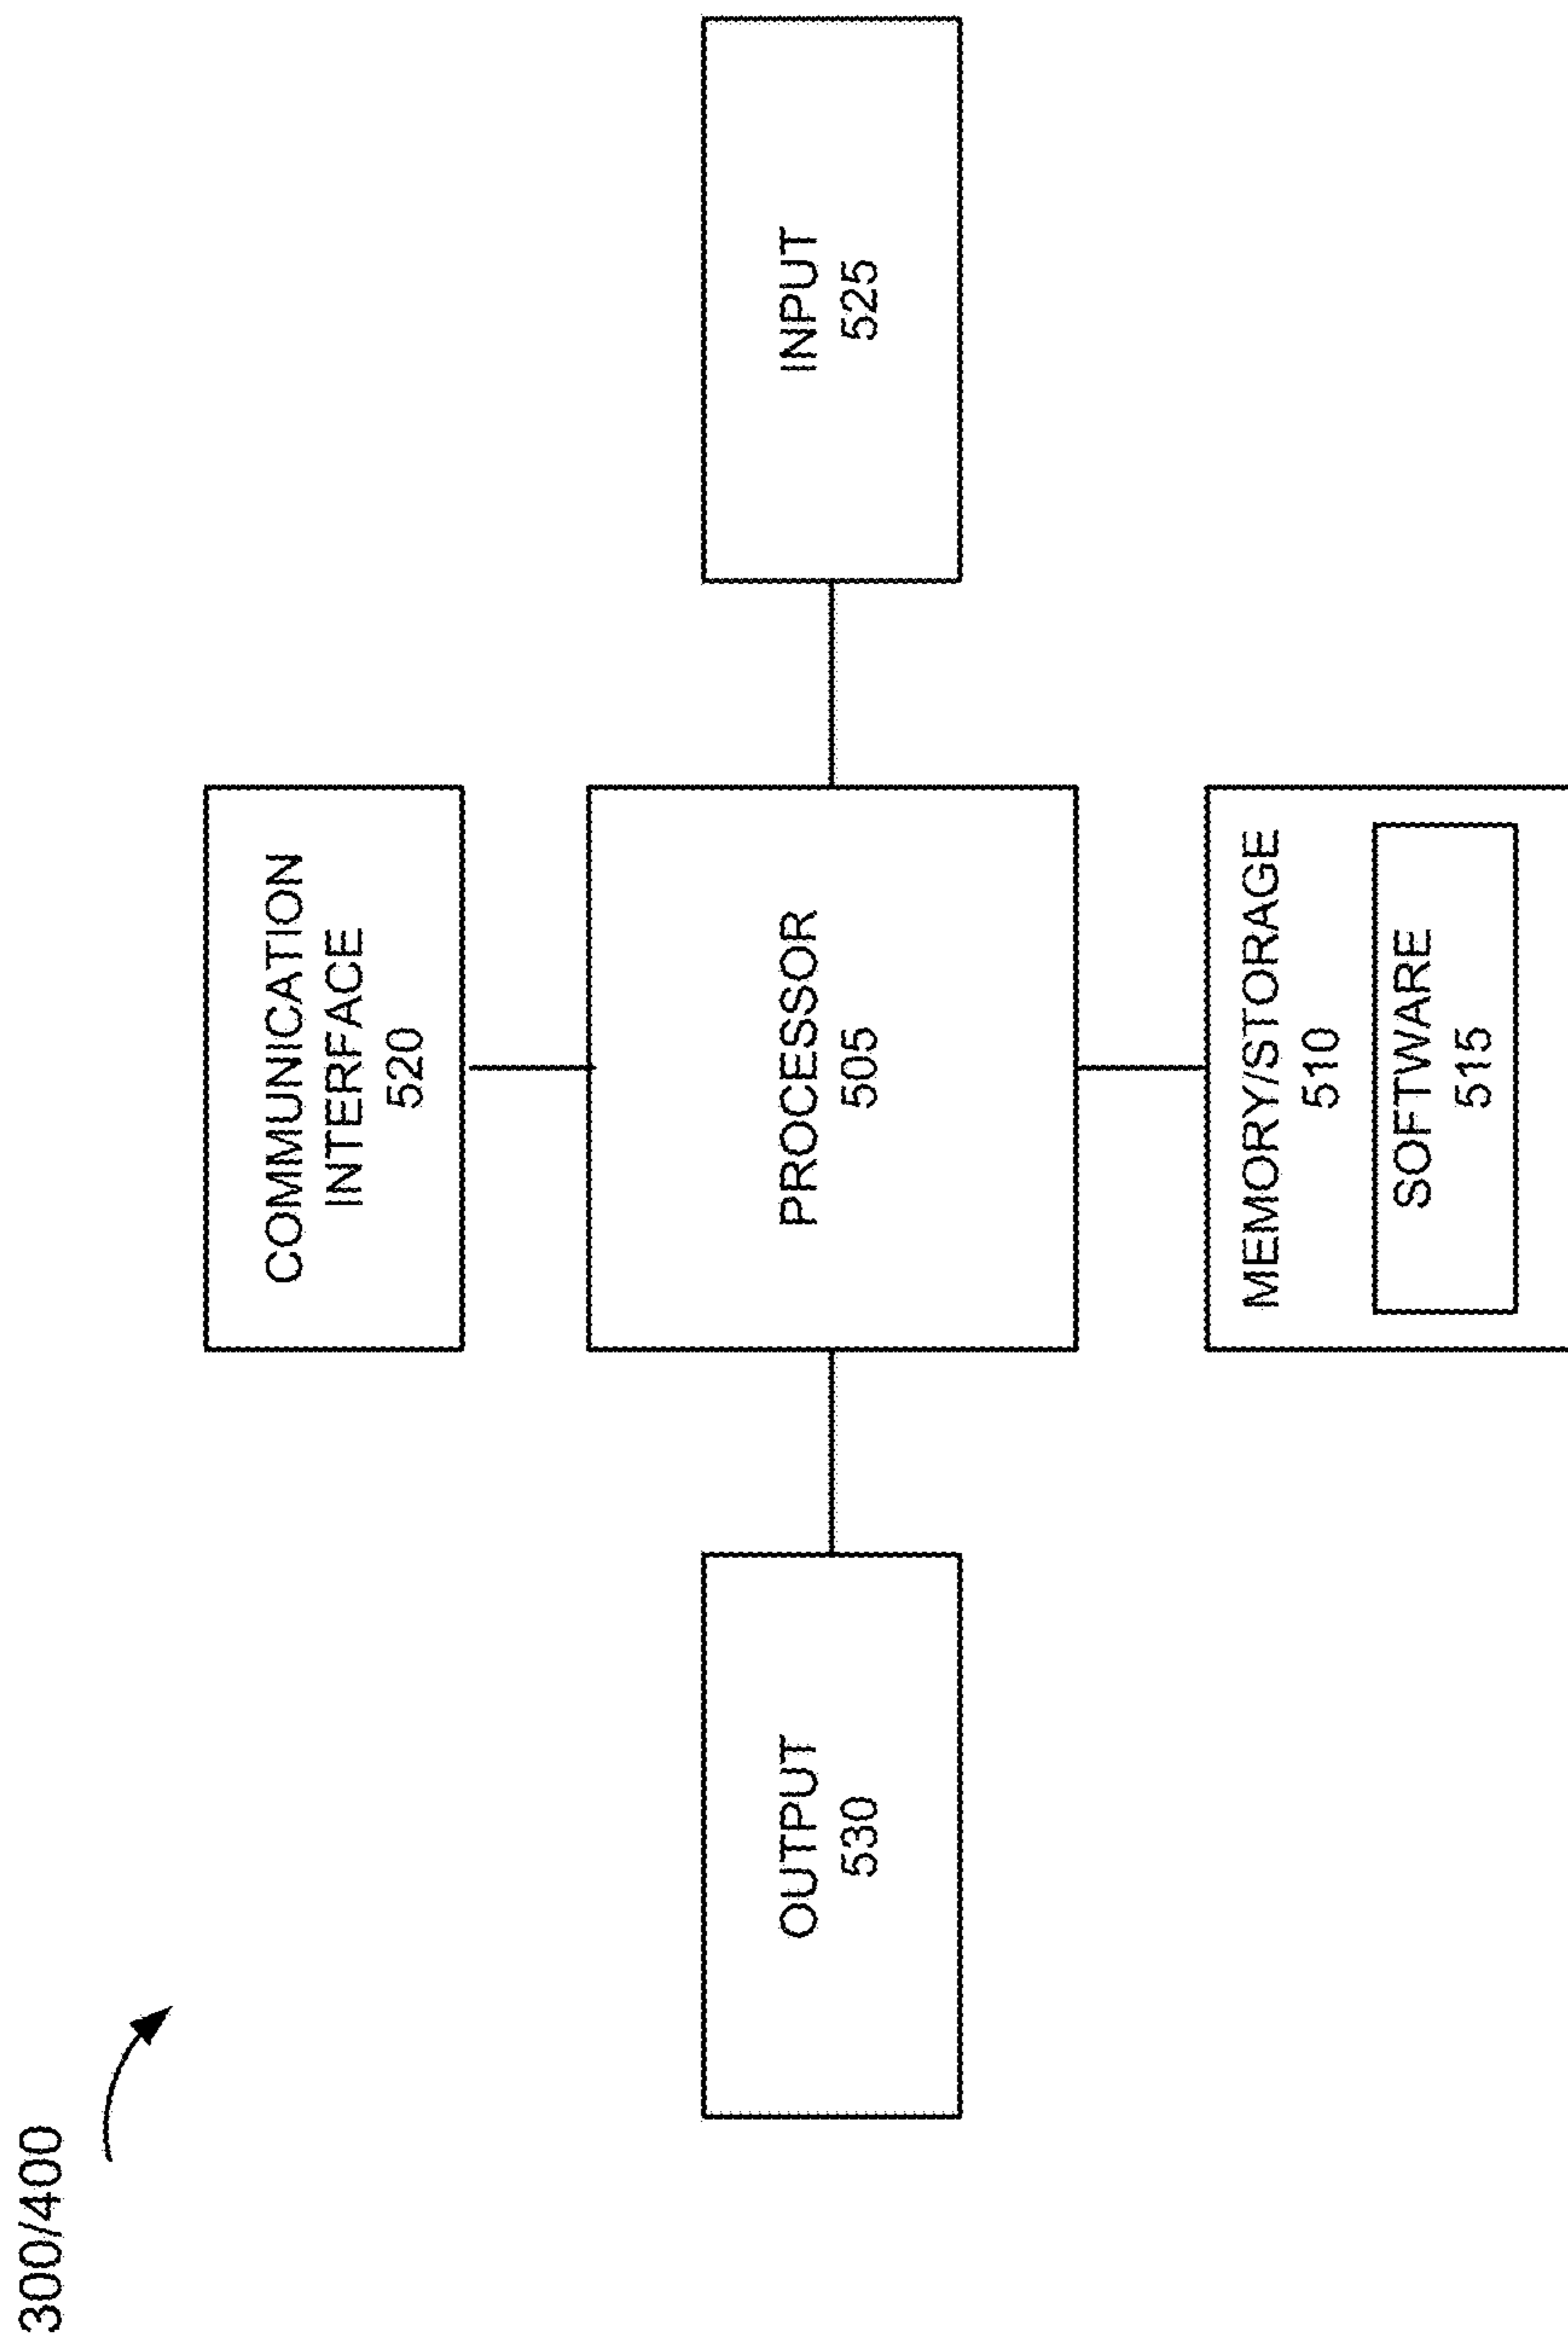 300/400
COMMUNICATION
INTERFACE
520
OUTPUT
530
PROCESSOR
505
INPUT
525
MEMORY/STORAGE
510
SOFTWARE
515